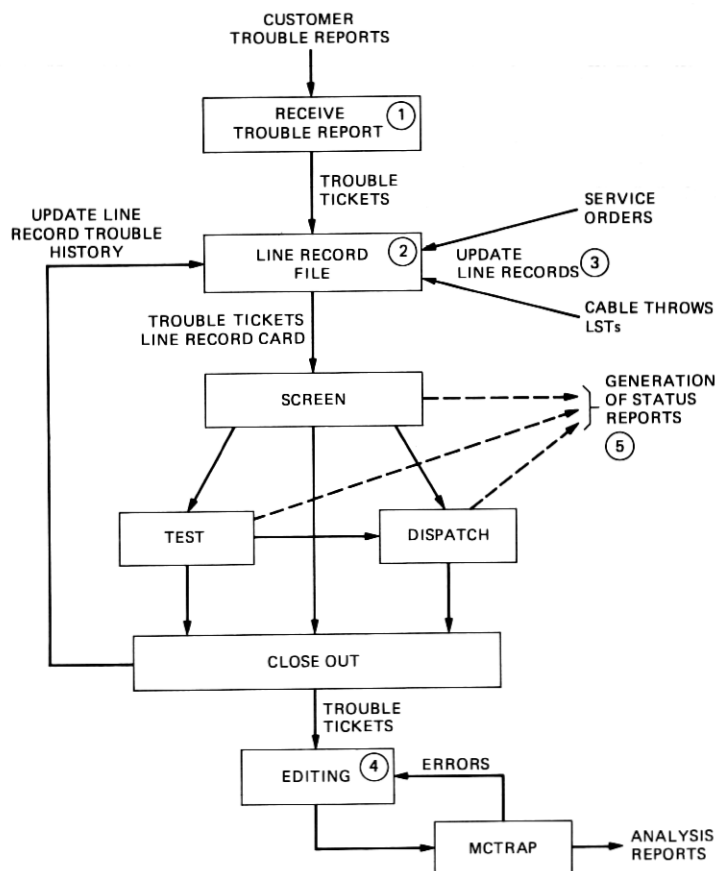 CUSTOMER
TROUBLE REPORTS
RECEIVE
TROUBLE REPORT
1
TROUBLE
TICKETS
UPDATE LINE
RECORD TROUBLE
HISTORY
SERVICE
ORDERS
LINE RECORD
FILE
2
UPDATE
LINE RECORDS
3
TROUBLE TICKETS
LINE RECORD CARD
CABLE THROWS
LSTs
SCREEN
GENERATION
OF STATUS
REPORTS
5
TEST
DISPATCH
CLOSE OUT
TROUBLE
TICKETS
EDITING
4
ERRORS
MCTRAP
ANALYSIS
REPORTS